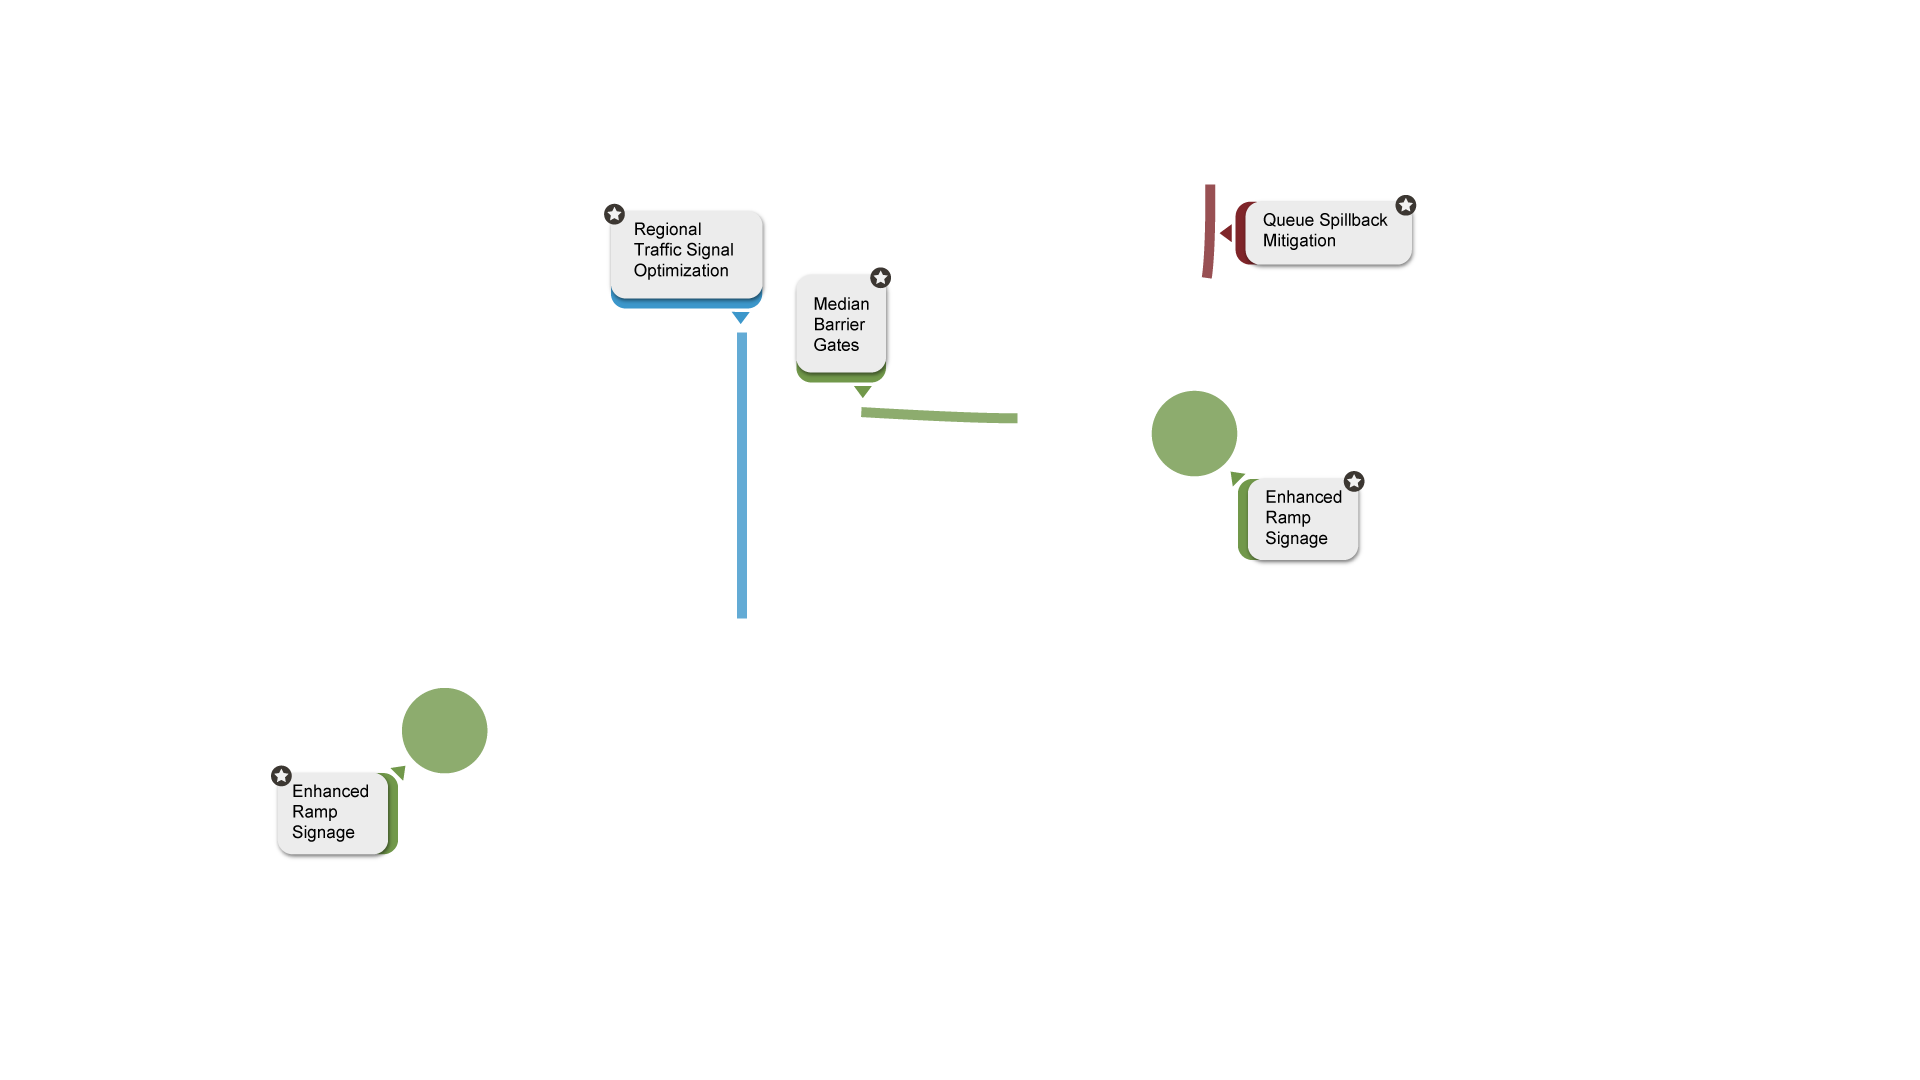 Regional
Traffic Signal
Optimization
Median
Barrier
Gates
Queue Spillback
Mitigation
Enhanced
Ramp
Signage
Enhanced
Ramp
Signage